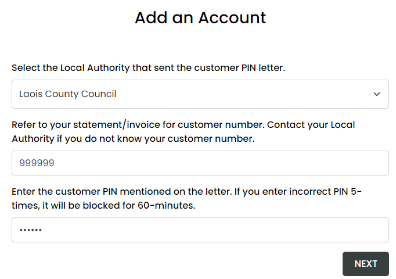 Add an Account
Select the Local Authority that sent the customer PIN letter.
Laois County Council
Refer to your statement/invoice for customer number. Contact your Local
Authority if you do not know your customer number.
999999
Enter the customer PIN mentioned on the letter. If you enter incorrect PIN 5-
times, it will be blocked for 60-minutes.
••••••
NEXT